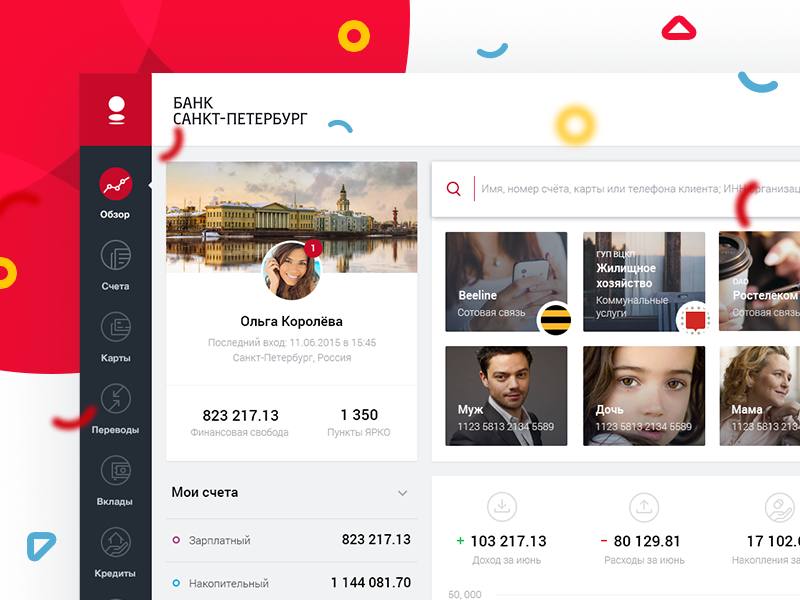 БАНК
САНКТ-ПЕТЕРБУРГ
Обзор
Счета
Карты
Переводы
Вклады
Кредиты
1
Ольга Королёва
Последний вход: 11.06.2015 в 15:45
Санкт-Петербург, Россия
823 217.13
Финансовая свобода
1 350
Пункты ЯРКО
Мои счета
Зарплатный
823 217.13
Накопительный
1 144 081.70
Имя, номер счёта, карты или телефона клиента; ИНН организац
Beeline
Сотовая связь
ГУП ВЦКП
Жилищное
хозяйство
Коммунальные
услуги
ОАО
Ростелеком
Сотовая связь
Муж
1123 5813 2134 5589
Дочь
1123 5813 2134 5589
Мама
1123 5813 213
+ 103 217.13
Доход за июнь
− 80 129.81
Расходы за июнь
17 102.0
Накопления за
50, 000